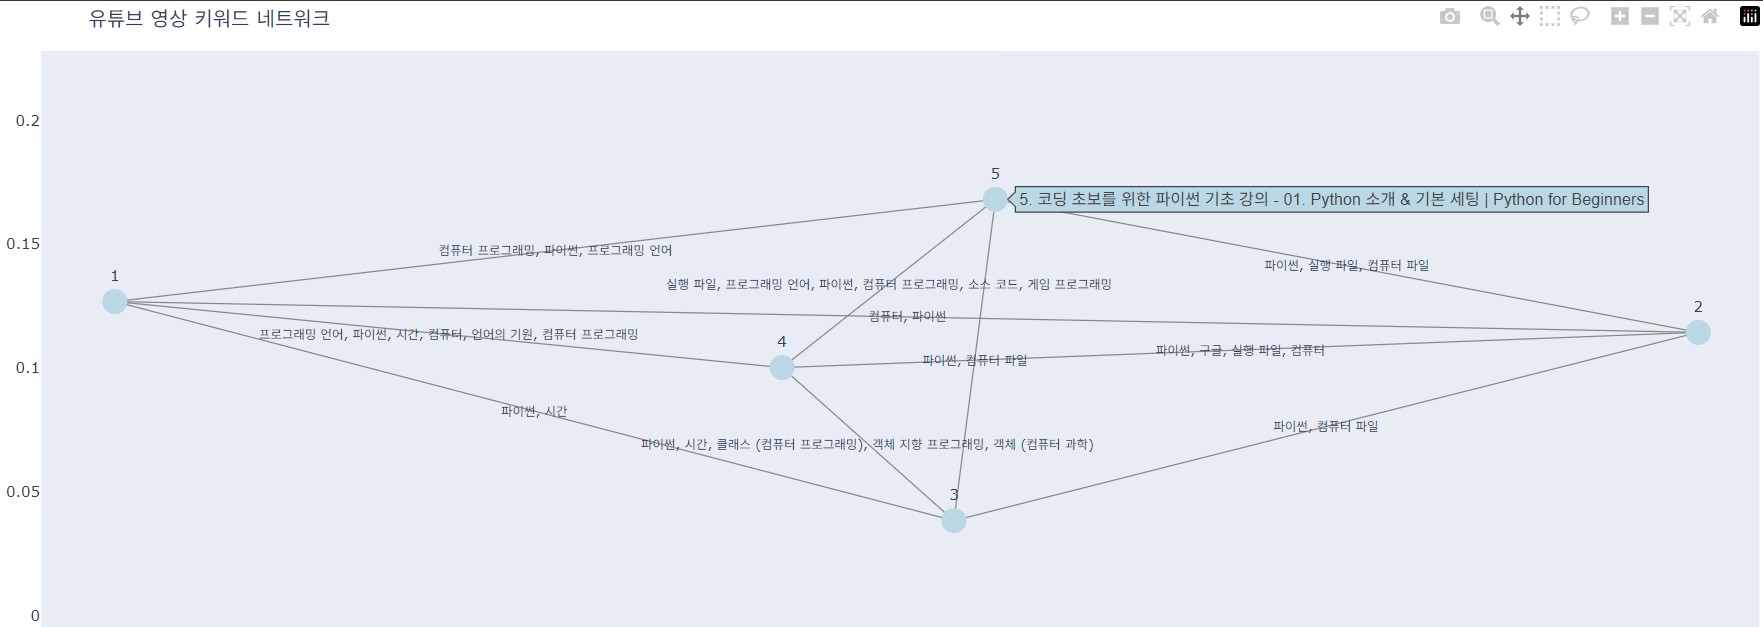 유튜브 영상 키워드 네트워크
0.2
5
5. 코딩 초보를 위한 파이썬 기초 강의 - 01. Python 소개 & 기본 세팅 | Python for Beginners
0.15
컴퓨터 프로그래밍, 파이썬, 프로그래밍 언어
파이썬, 실행 파일, 컴퓨터 파일
1
실행 파일, 프로그래밍 언어, 파이썬, 컴퓨터 프로그래밍, 소스 코드, 게임 프로그래밍
2
컴퓨터, 파이썬
프로그래밍 언어, 파이썬, 시간, 컴퓨터, 언어의 기원, 컴퓨터 프로그래밍
4
파이썬, 구글, 실행 파일, 컴퓨터
파이썬, 컴퓨터 파일
0.1
파이썬, 시간
파이썬, 컴퓨터 파일
파이썬, 시간, 클래스 (컴퓨터 프로그래밍), 객체 지향 프로그래밍, 객체 (컴퓨터 과학)
0.05
3
0